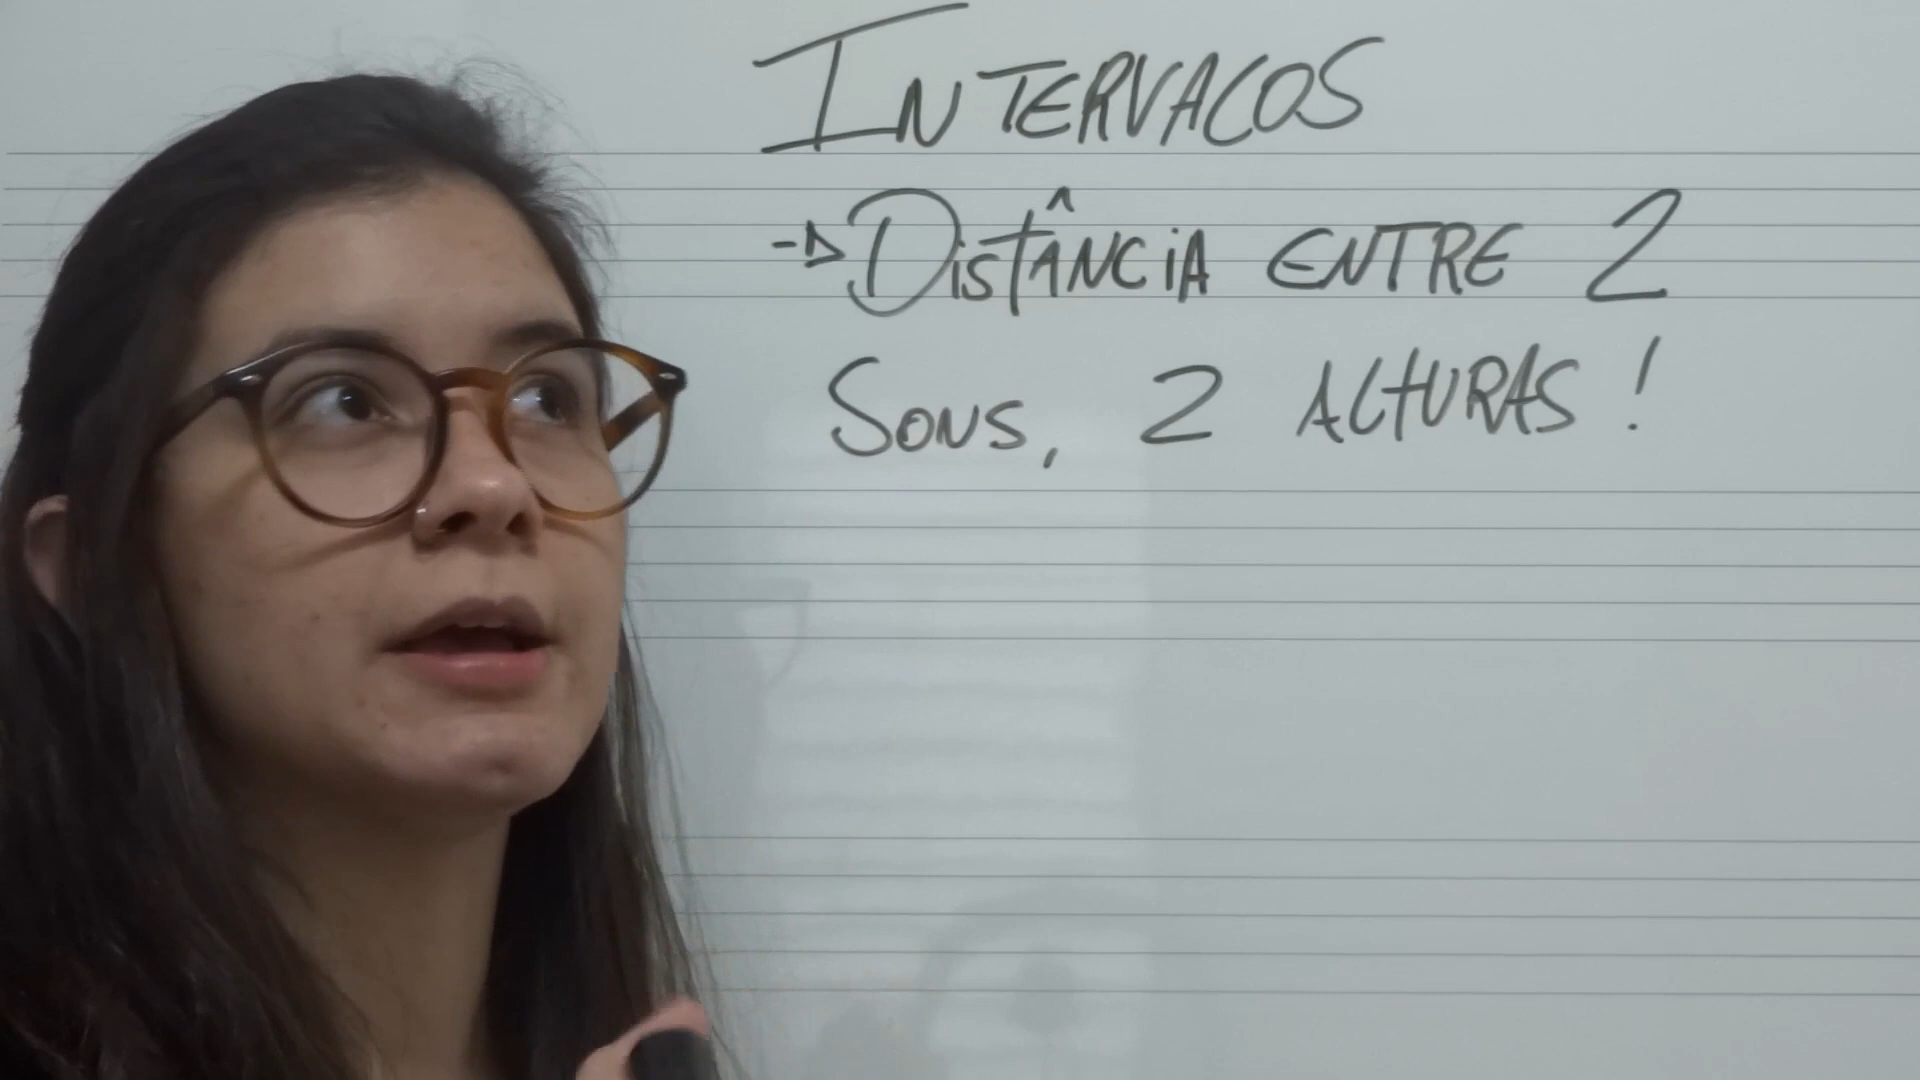 INTERVALOS
→ DISTÂNCIA ENTRE 2
SONS, 2 ALTURAS!